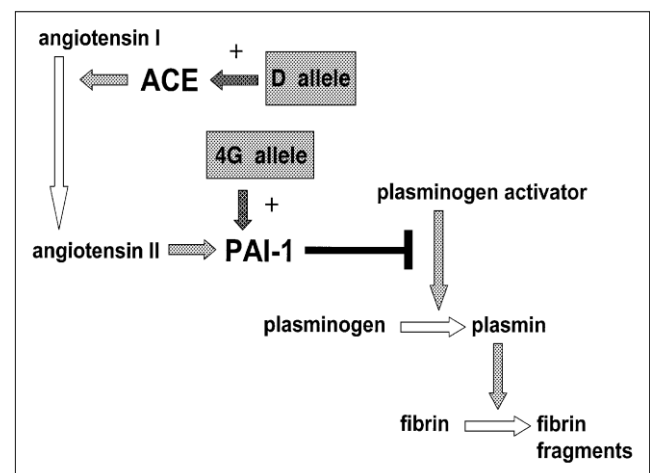 angiotensin I
+
ACE
D allele
4G allele
+
plasminogen activator
angiotensin II
PAI-1
plasminogen
plasmin
fibrin
fibrin
fragments